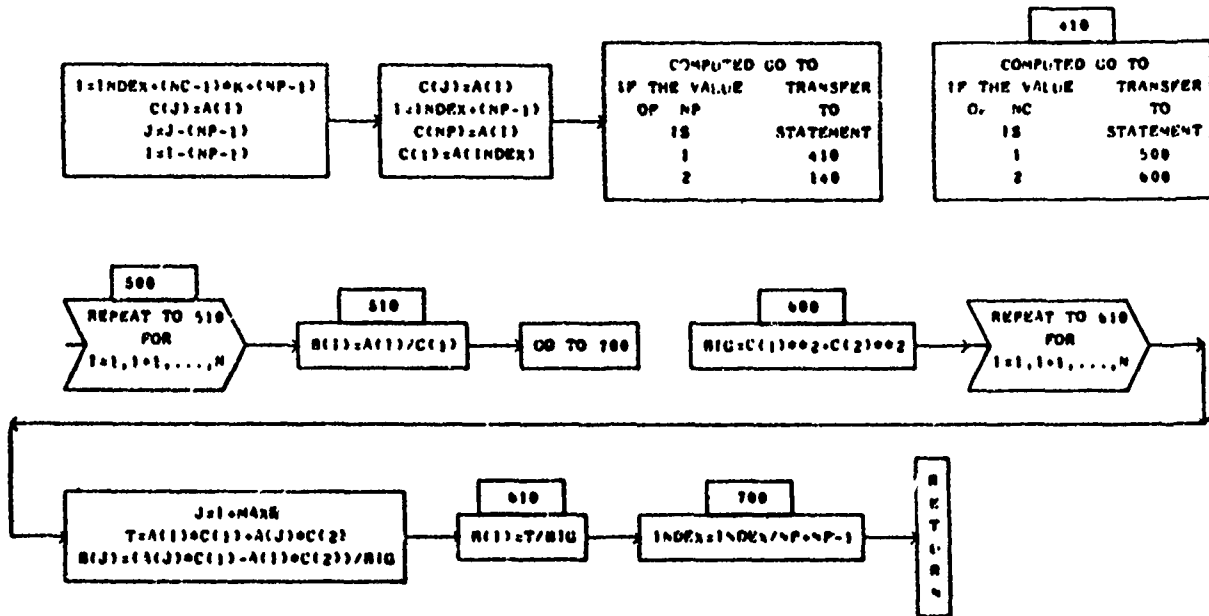 I=INDEX+(NC-1)*K+(NP-1)
C(J)=A(I)
J=J-(NP-1)
I=I-(NP-1)
C(J)=A(I)
I=INDEX+(NP-1)
C(NP)=A(I)
C(1)=A(INDEX)
COMPUTED GO TO
IF THE VALUE TRANSFER
OF NP TO
IS STATEMENT
1 410
2 140
410
COMPUTED GO TO
IF THE VALUE TRANSFER
OF NC TO
IS STATEMENT
1 500
2 600
500
REPEAT TO 510
FOR
I=1,1+1,...,N
510
B(I)=A(I)/C(1)
GO TO 700
600
BIG=C(1)**2+C(2)**2
REPEAT TO 610
FOR
I=1,1+1,...,N
J=I+MAXR
T=A(I)*C(1)+A(J)*C(2)
B(J)=(A(J)*C(1)-A(I)*C(2))/BIG
610
B(I)=T/BIG
700
INDEX=INDEX/NP+NP-1
RETURN